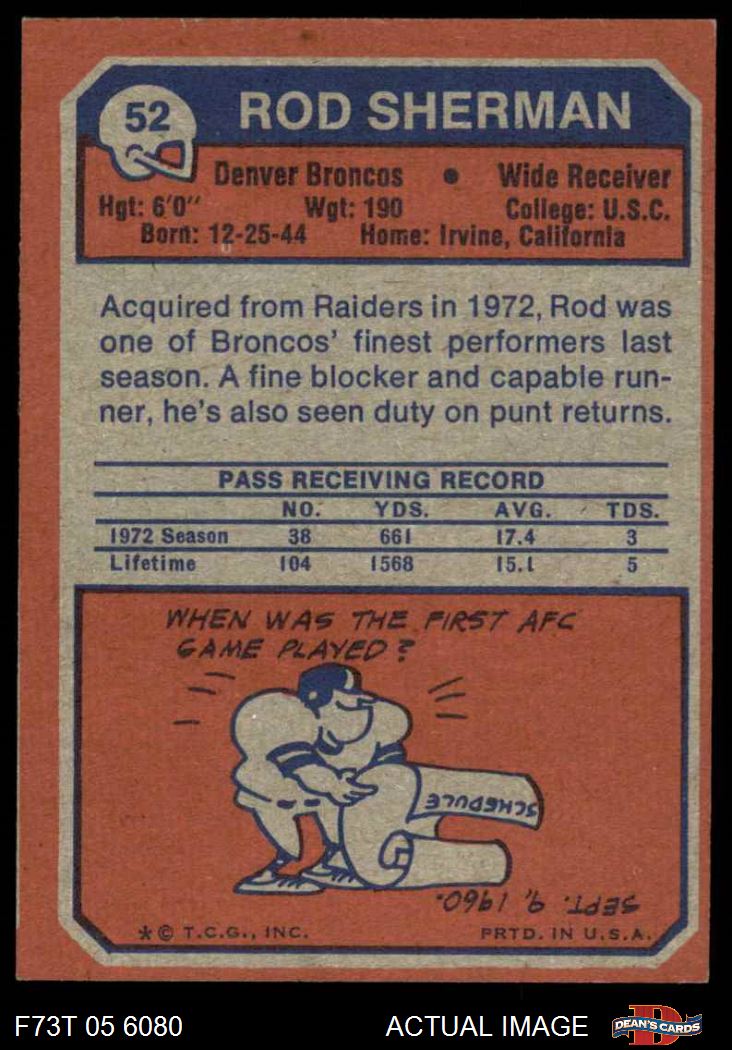 52
ROD SHERMAN
Denver Broncos • Wide Receiver
Hgt: 6'0" Wgt: 190 College: U.S.C.
Born: 12-25-44 Home: Irvine, California
Acquired from Raiders in 1972, Rod was
one of Broncos' finest performers last
season. A fine blocker and capable run-
ner, he's also seen duty on punt returns.
PASS RECEIVING RECORD
NO. YDS. AVG. TDS.
1972 Season 38 661 17.4 3
Lifetime 104 1568 15.1 5
WHEN WAS THE FIRST AFC
GAME PLAYED?
SCHEDULE
SEPT. 9, 1960.
* © T.C.G., INC. PRTD. IN U.S.A.
F73T 05 6080 ACTUAL IMAGE D DEAN'S CARDS